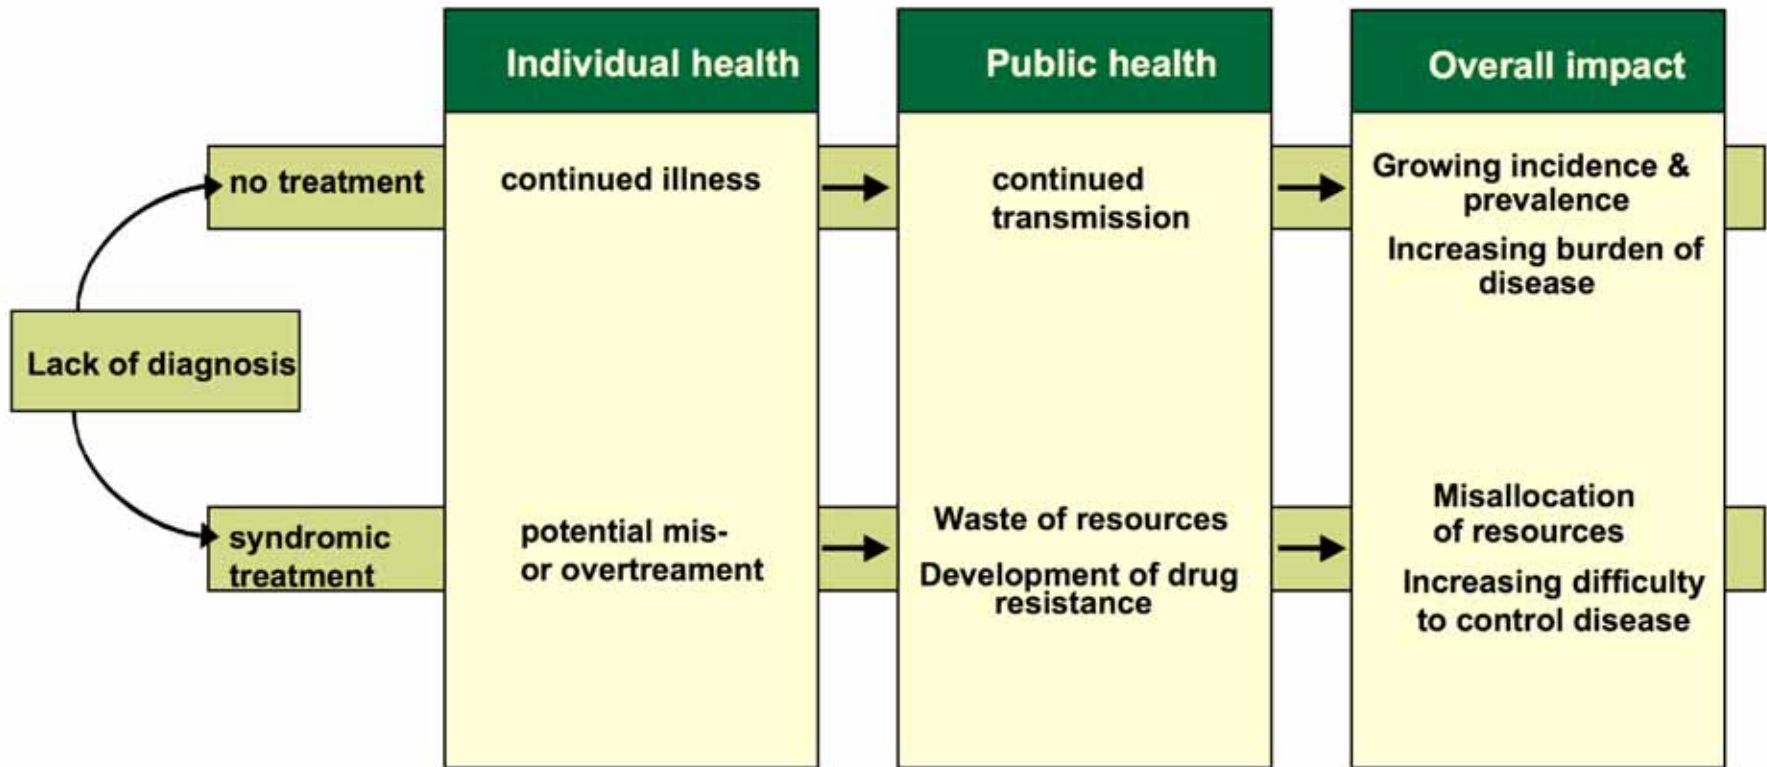 Individual health
Public health
Overall impact
no treatment
continued illness
continued
transmission
Growing incidence &
prevalence
Increasing burden of
disease
Lack of diagnosis
syndromic
treatment
potential mis-
or overtreament
Waste of resources
Development of drug
resistance
Misallocation
of resources
Increasing difficulty
to control disease